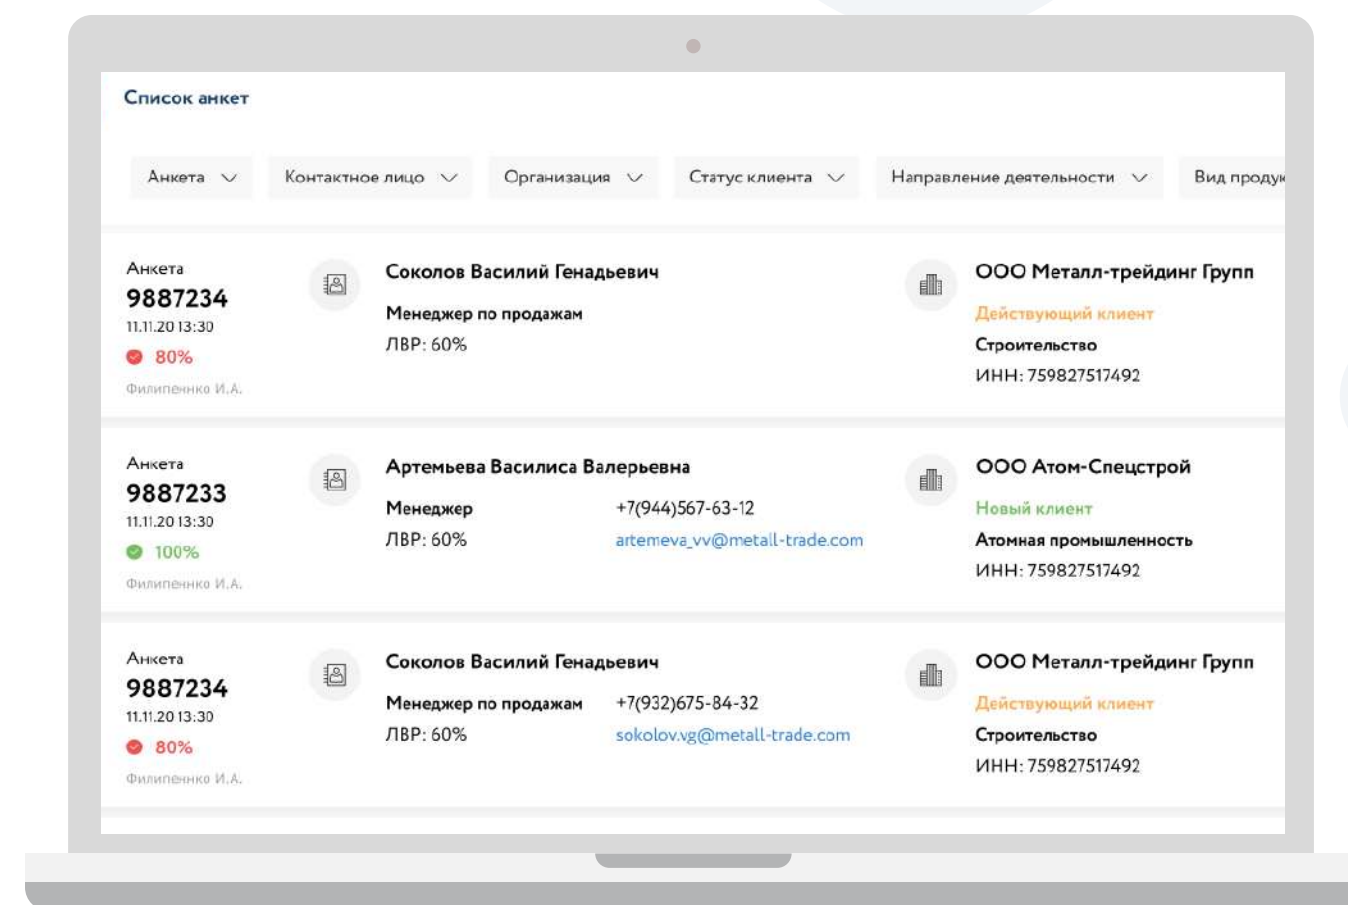 Список анкет
Анкета Контактное лицо Организация Статус клиента Направление деятельности Вид продук
Анкета
9887234
11.11.20 13:30
80%
Филипеннко И.А.
Соколов Василий Генадьевич
Менеджер по продажам
ЛВР: 60%
ООО Металл-трейдинг Групп
Действующий клиент
Строительство
ИНН: 759827517492
Анкета
9887233
11.11.20 13:30
100%
Филипеннко И.А.
Артемьева Василиса Валерьевна
Менеджер +7(944)567-63-12
ЛВР: 60% artemeva_vv@metall-trade.com
ООО Атом-Спецстрой
Новый клиент
Атомная промышленность
ИНН: 759827517492
Анкета
9887234
11.11.20 13:30
80%
Филипеннко И.А.
Соколов Василий Генадьевич
Менеджер по продажам +7(932)675-84-32
ЛВР: 60% sokolov.vg@metall-trade.com
ООО Металл-трейдинг Групп
Действующий клиент
Строительство
ИНН: 759827517492